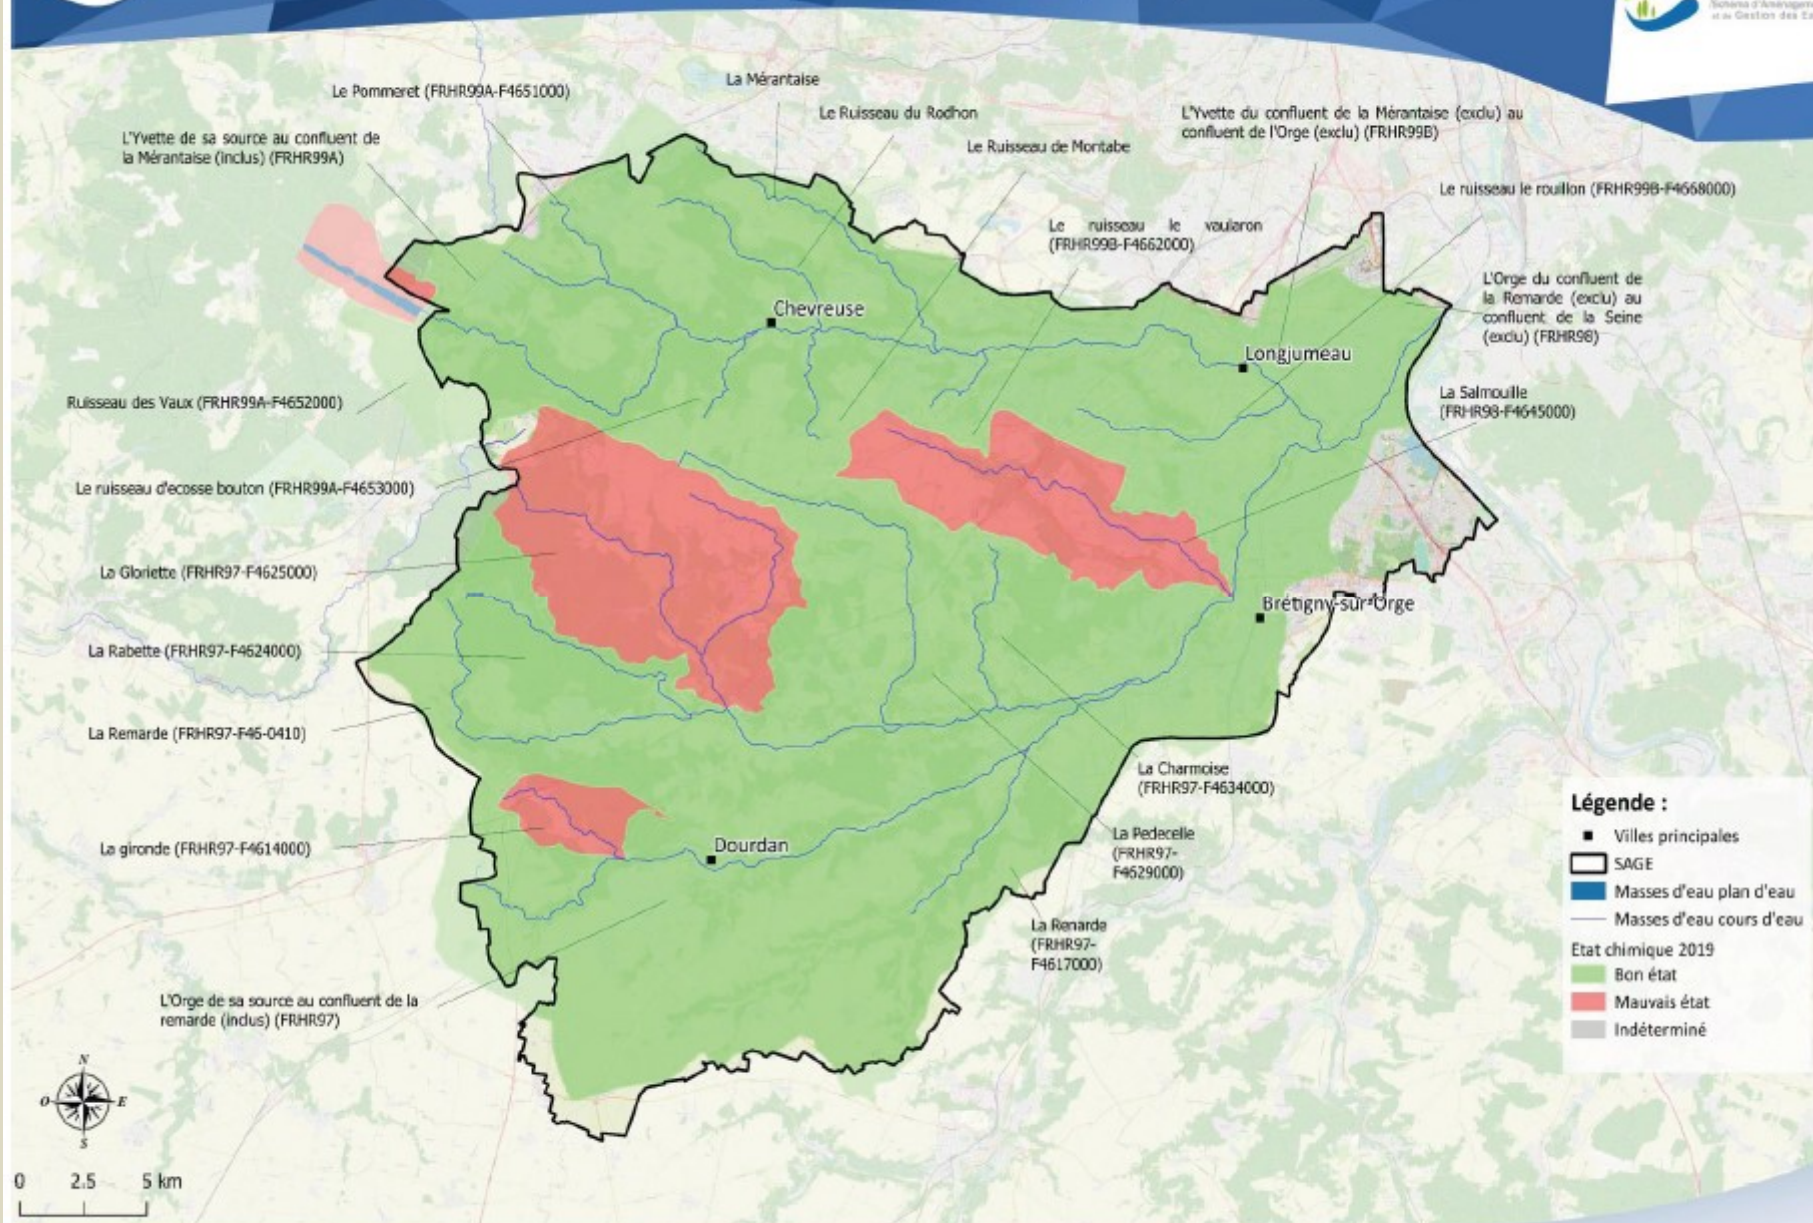 Schéma d'Aménagement
et de Gestion des
Le Pommeret (FRHR99A-F4651000)
La Mérantaise
Le Ruisseau du Rodhon
L'Yvette du confluent de la Mérantaise (exclu) au
confluent de l'Orge (exclu) (FRHR99B)
L'Yvette de sa source au confluent de
la Mérantaise (inclus) (FRHR99A)
Le Ruisseau de Montabe
Le ruisseau le rouillon (FRHR99B-F4668000)
Le ruisseau le vaularon
(FRHR99B-F4662000)
L'Orge du confluent de
la Remarde (exclu) au
confluent de la Seine
(exclu) (FRHR98)
Chevreuse
Longjumeau
Ruisseau des Vaux (FRHR99A-F4652000)
La Salmouille
(FRHR98-F4645000)
Le ruisseau d'ecosse bouton (FRHR99A-F4653000)
La Gloriette (FRHR97-F4625000)
Brétigny-sur-Orge
La Rabette (FRHR97-F4624000)
La Remarde (FRHR97-F46-0410)
La Charmoise
(FRHR97-F4634000)
La gironde (FRHR97-F4614000)
Dourdan
La Pedecelle
(FRHR97-
F4629000)
La Renarde
(FRHR97-
F4617000)
L'Orge de sa source au confluent de la
remarde (inclus) (FRHR97)
Légende :
Villes principales
SAGE
Masses d'eau plan d'eau
Masses d'eau cours d'eau
Etat chimique 2019
Bon état
Mauvais état
Indéterminé
N
O
E
S
0 2.5 5 km